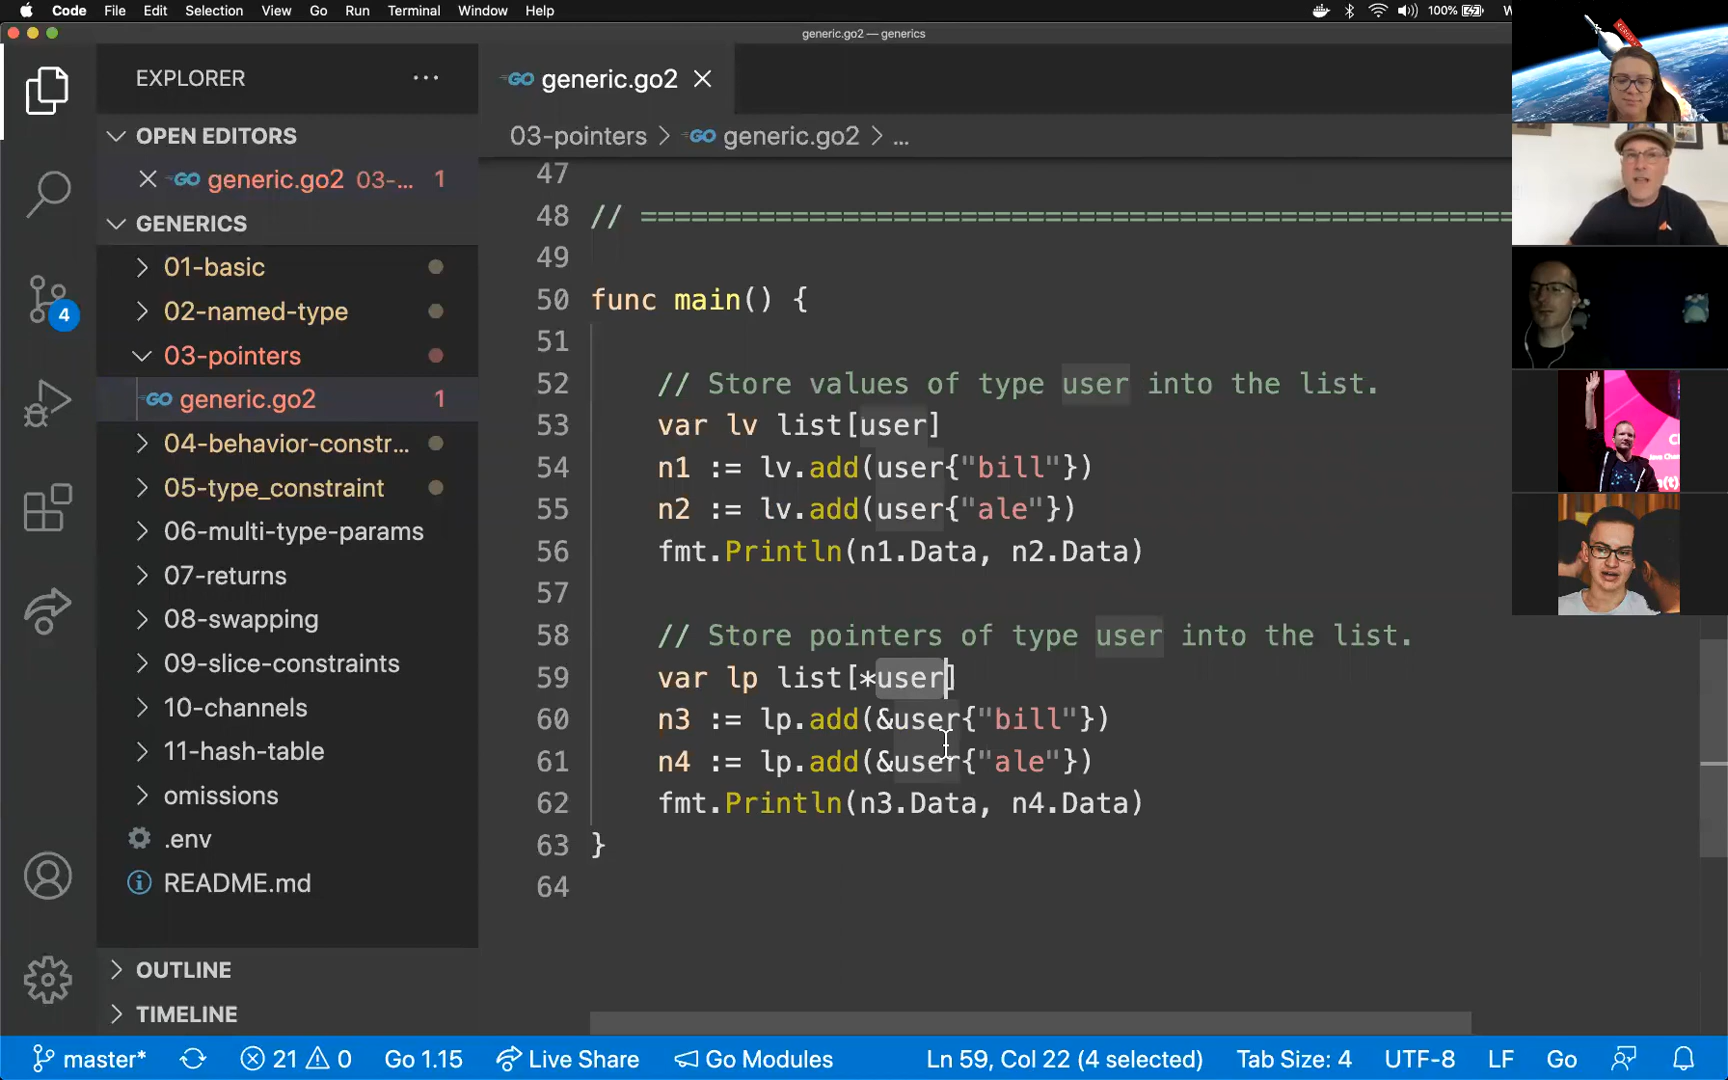 Code File Edit Selection View Go Run Terminal Window Help 100%
generic.go2 — generics
EXPLORER
OPEN EDITORS
generic.go2 03-... 1
GENERICS
01-basic
02-named-type
03-pointers
generic.go2 1
04-behavior-constr...
05-type_constraint
06-multi-type-params
07-returns
08-swapping
09-slice-constraints
10-channels
11-hash-table
omissions
.env
README.md
OUTLINE
TIMELINE
4
generic.go2
03-pointers > generic.go2 > ...
47
48 // ====================================================
49
50 func main() {
51
52 // Store values of type user into the list.
53 var lv list[user]
54 n1 := lv.add(user{"bill"})
55 n2 := lv.add(user{"ale"})
56 fmt.Println(n1.Data, n2.Data)
57
58 // Store pointers of type user into the list.
59 var lp list[*user]
60 n3 := lp.add(&user{"bill"})
61 n4 := lp.add(&user{"ale"})
62 fmt.Println(n3.Data, n4.Data)
63 }
64
master* 21 0 Go 1.15 Live Share Go Modules Ln 59, Col 22 (4 selected) Tab Size: 4 UTF-8 LF Go